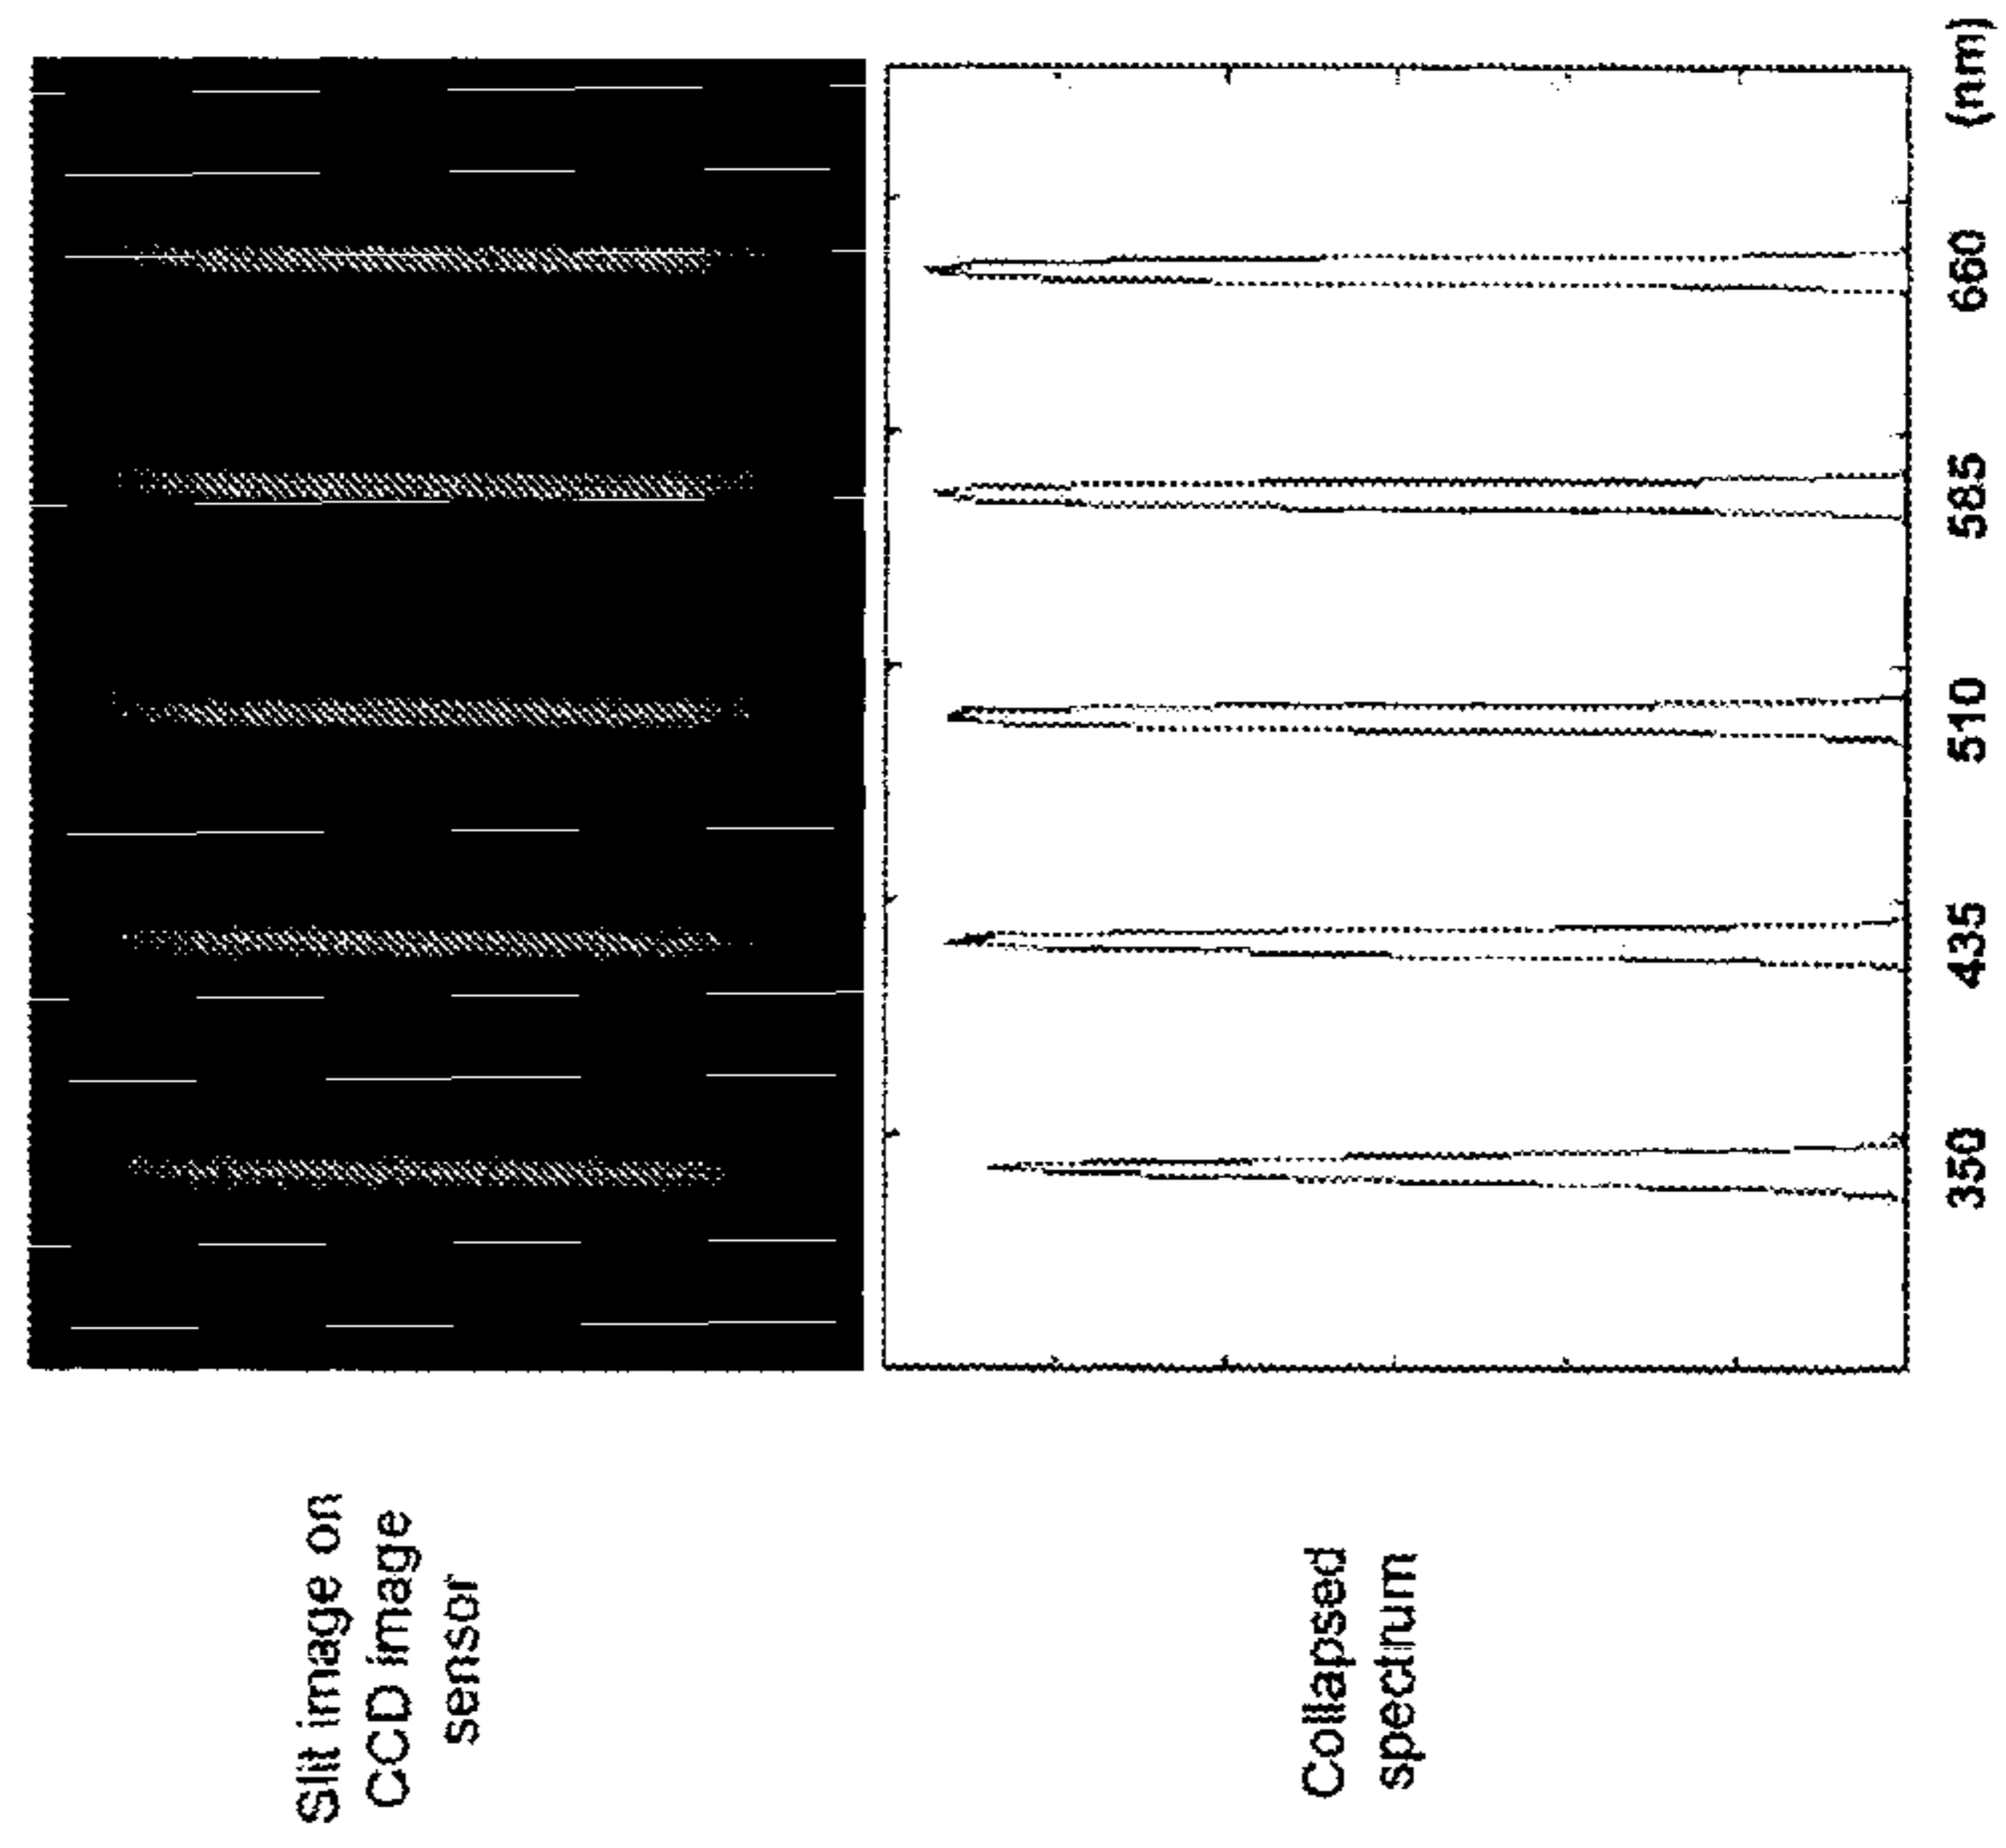 Slit image on
CCD image
sensor
Collapsed
spectrum
350 435 510 585 660 (nm)